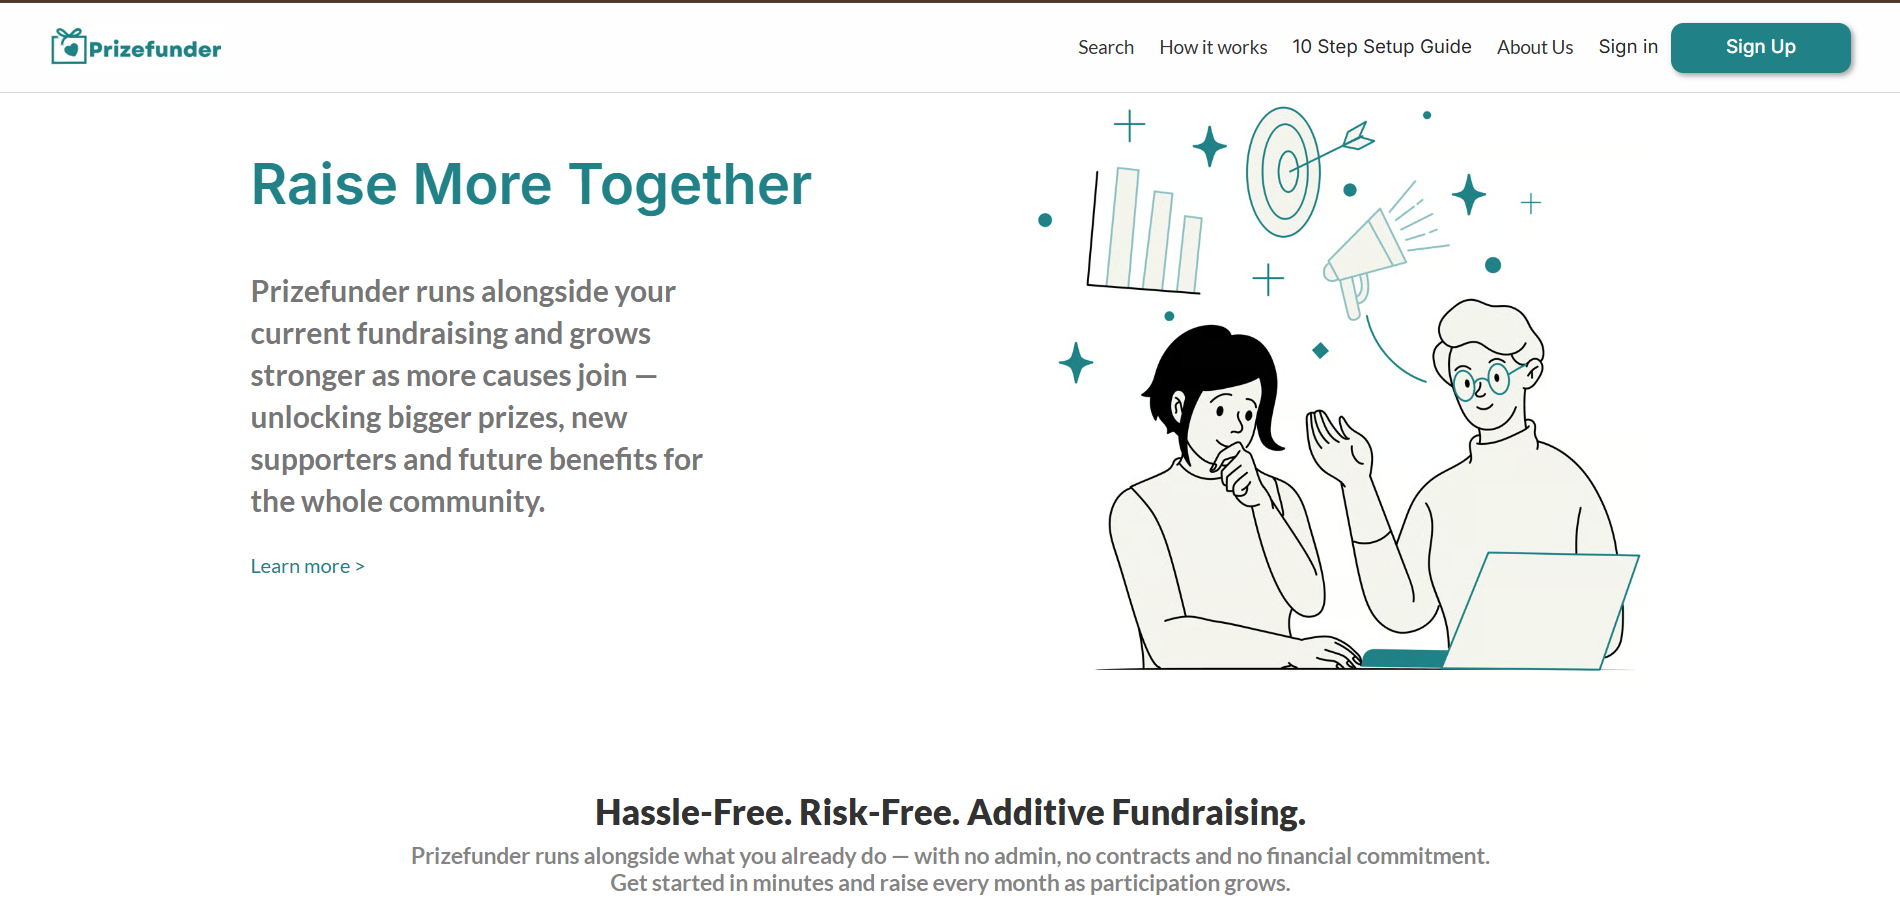 Prizefunder
Search How it works 10 Step Setup Guide About Us Sign in Sign Up
Raise More Together
Prizefunder runs alongside your
current fundraising and grows
stronger as more causes join —
unlocking bigger prizes, new
supporters and future benefits for
the whole community.
Learn more >
Hassle-Free. Risk-Free. Additive Fundraising.
Prizefunder runs alongside what you already do — with no admin, no contracts and no financial commitment.
Get started in minutes and raise every month as participation grows.